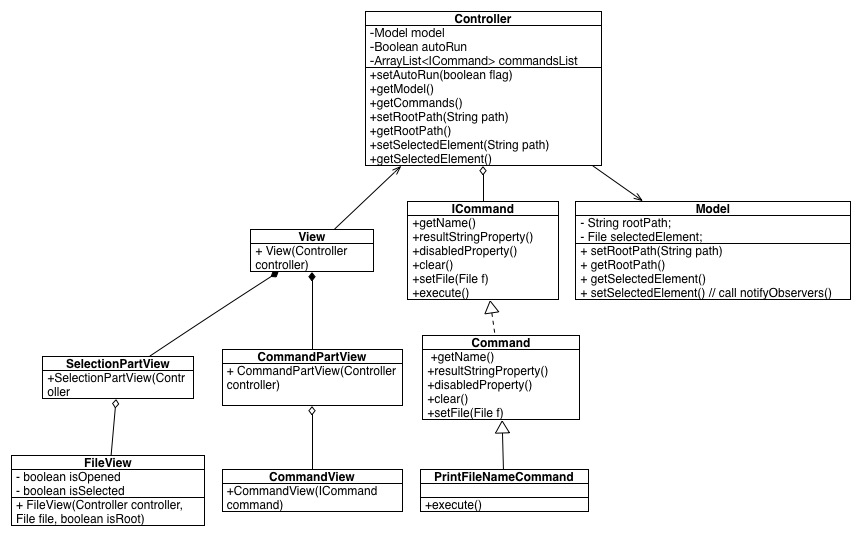 Controller
-Model model
-Boolean autoRun
-ArrayList<ICommand> commandsList
+setAutoRun(boolean flag)
+getModel()
+getCommands()
+setRootPath(String path)
+getRootPath()
+setSelectedElement(String path)
+getSelectedElement()
View
+ View(Controller
controller)
ICommand
+getName()
+resultStringProperty()
+disabledProperty()
+clear()
+setFile(File f)
+execute()
Model
- String rootPath;
- File selectedElement;
+ setRootPath(String path)
+ getRootPath()
+ getSelectedElement()
+ setSelectedElement() // call notifyObservers()
SelectionPartView
+SelectionPartView(Contr
oller
CommandPartView
+ CommandPartView(Controller
controller)
Command
+getName()
+resultStringProperty()
+disabledProperty()
+clear()
+setFile(File f)
FileView
- boolean isOpened
- boolean isSelected
+ FileView(Controller controller,
File file, boolean isRoot)
CommandView
+CommandView(ICommand
command)
PrintFileNameCommand
+execute()